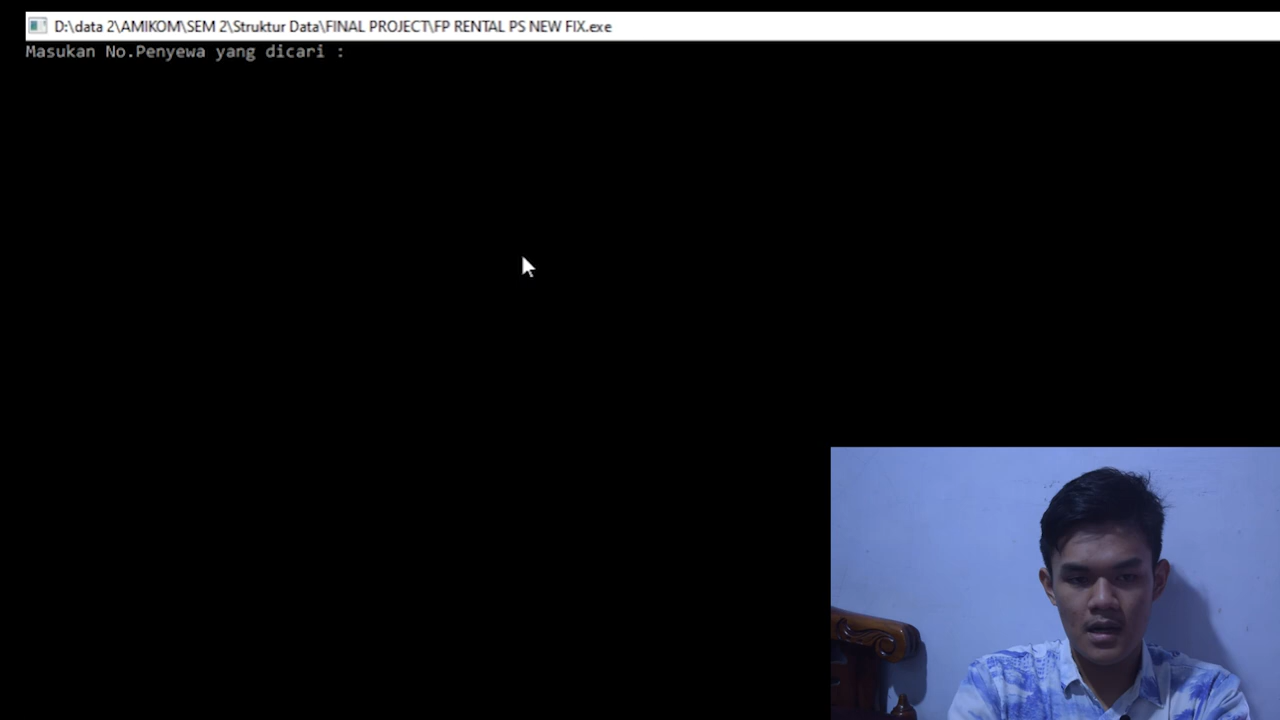 D:\data 2\AMIKOM\SEM 2\Struktur Data\FINAL PROJECT\FP RENTAL PS NEW FIX.exe
Masukan No.Penyewa yang dicari :